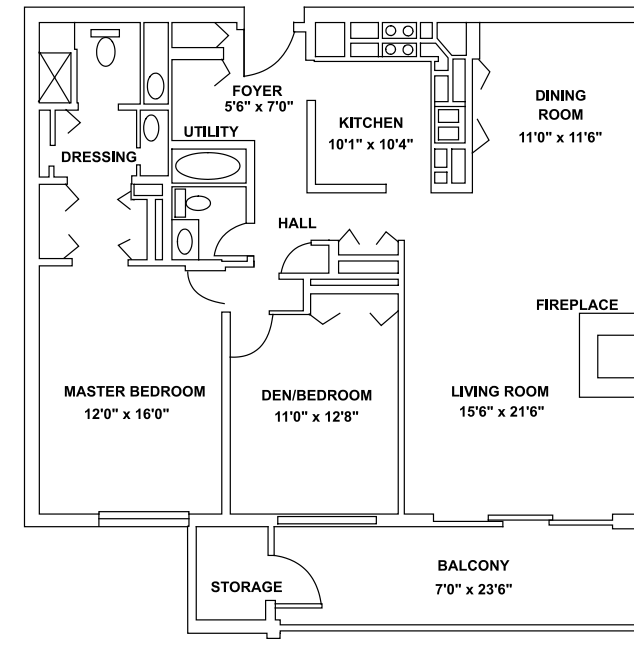 FOYER
5'6" x 7'0"
UTILITY
KITCHEN
10'1" x 10'4"
DINING
ROOM
11'0" x 11'6"
DRESSING
HALL
FIREPLACE
MASTER BEDROOM
12'0" x 16'0"
DEN/BEDROOM
11'0" x 12'8"
LIVING ROOM
15'6" x 21'6"
STORAGE
BALCONY
7'0" x 23'6"